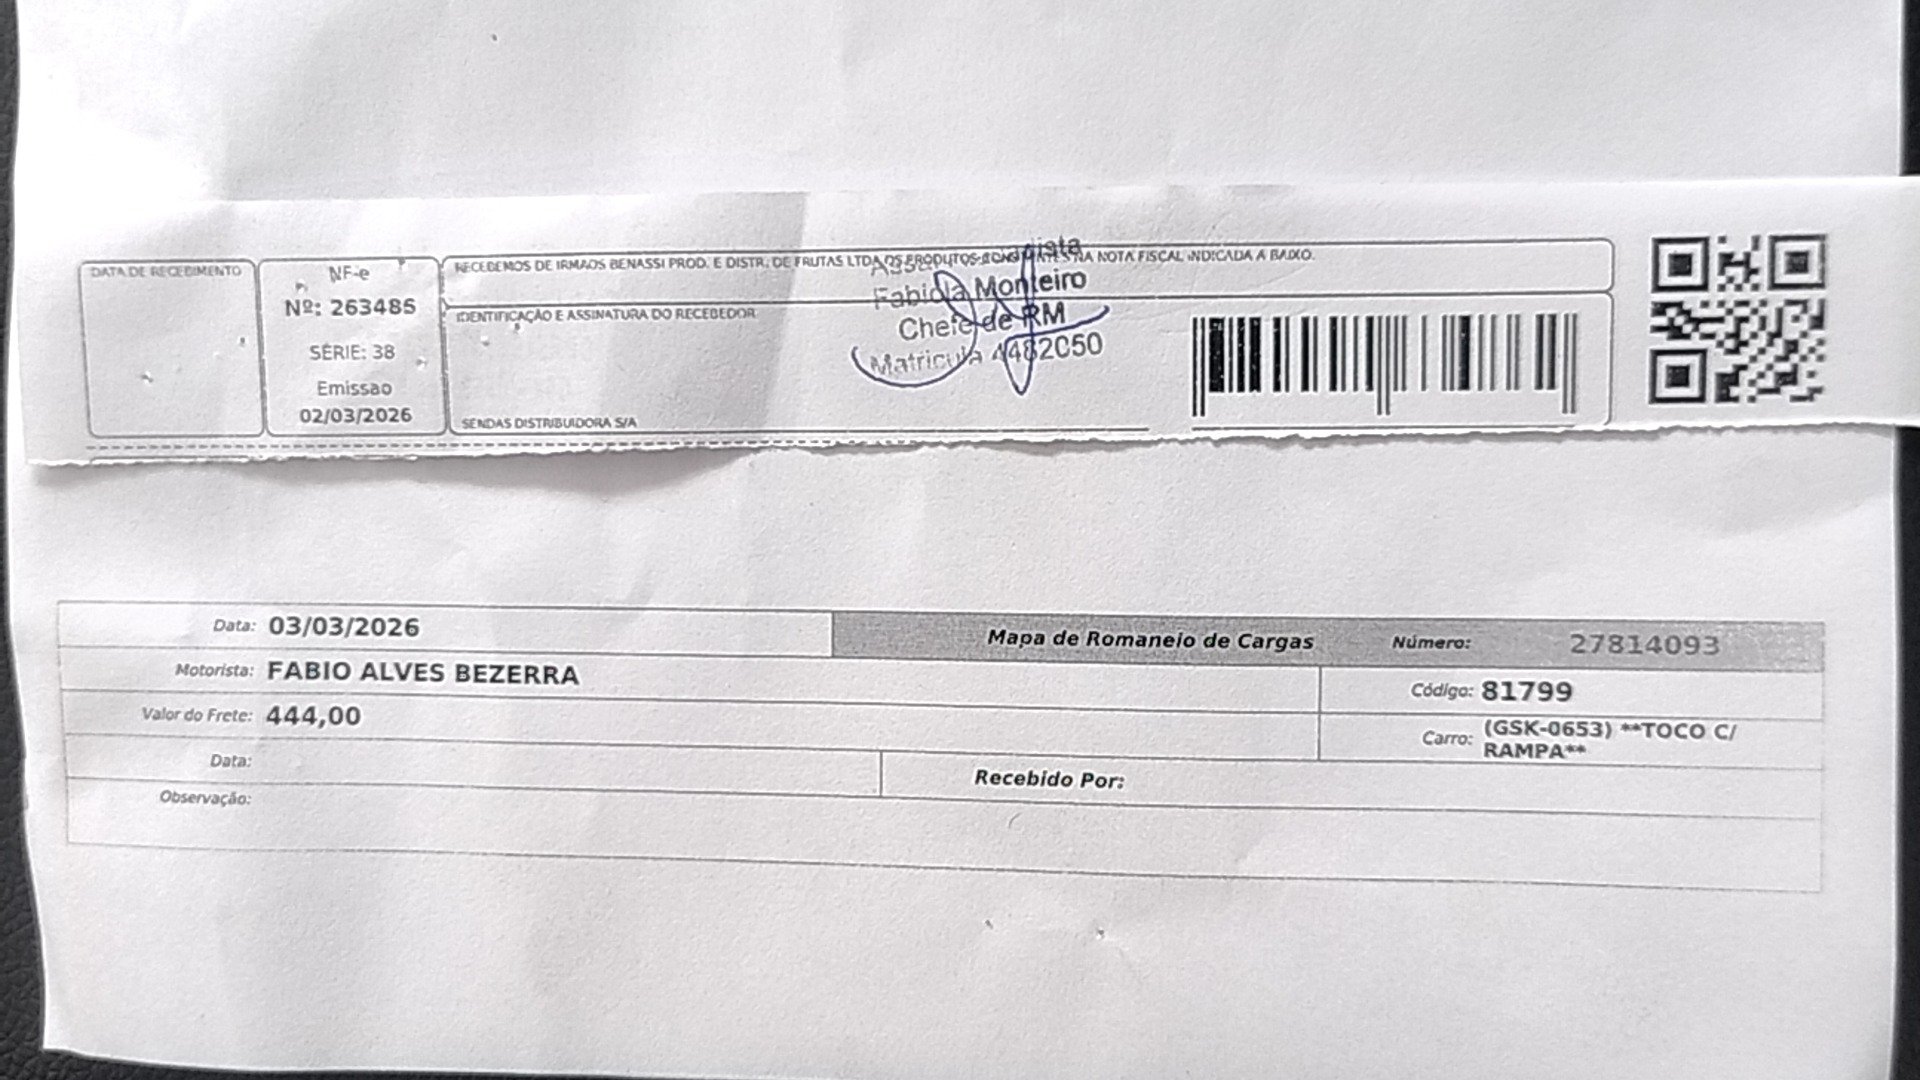 DATA DE RECEBIMENTO
NF-e
Nº: 263485
SÉRIE: 38
Emissao
02/03/2026
RECEBEMOS DE IRMAOS BENASSI PROD. E DISTR. DE FRUTAS LTDA OS PRODUTOS CONSTANTES NA NOTA FISCAL INDICADA A BAIXO.
IDENTIFICAÇÃO E ASSINATURA DO RECEBEDOR
SENDAS DISTRIBUIDORA S/A
Fabiola Monteiro
Chefe de RM
Matricula 4482050
Data: 03/03/2026
Mapa de Romaneio de Cargas
Número: 27814093
Motorista: FABIO ALVES BEZERRA
Código: 81799
Valor do Frete: 444,00
Carro: (GSK-0653) **TOCO C/
RAMPA**
Data:
Recebido Por:
Observação: